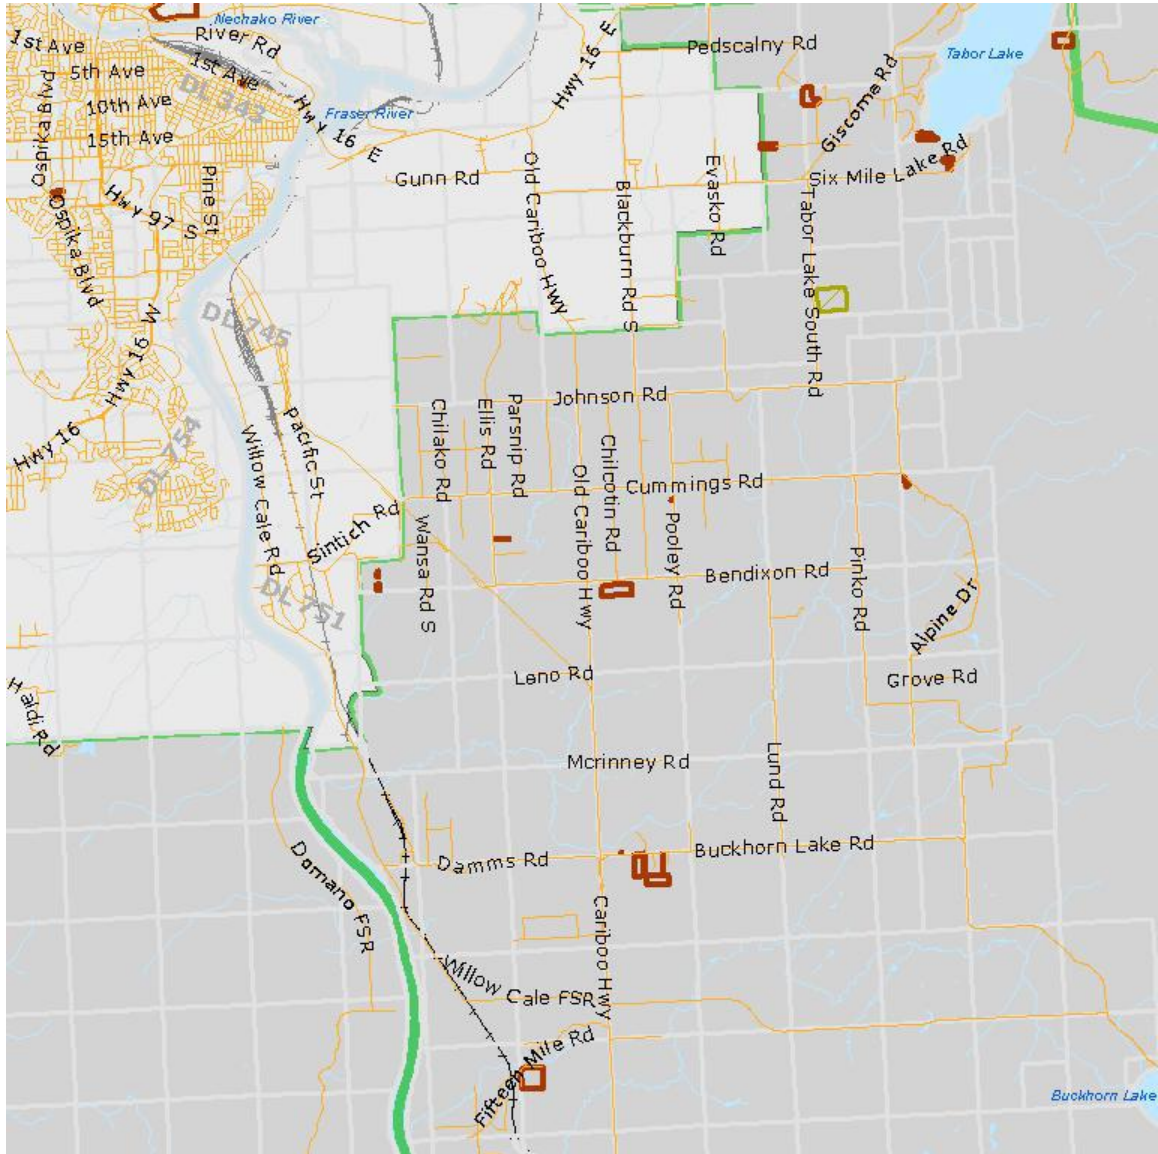 Nechako River
River Rd
1st Ave
1st Ave
5th Ave
10th Ave
15th Ave
DL 343
Ospika Blvd
Ospika Blvd
Pine St
Hwy 97 S
Fraser River
Hwy 16 E
Hwy 16 E
Pedscalny Rd
Tabor Lake
Giscome Rd
Six Mile Lake Rd
Gunn Rd
Old Cariboo Hwy
Blackburn Rd S
Evasko Rd
Tabor Lake South Rd
DL 745
Hwy 16 W
Hwy 16
DL 754
Willow Cale Rd
Pacific St
Sintich Rd
DL 751
Johnson Rd
Chilako Rd
Ellis Rd
Parsnip Rd
Chilcotin Rd
Old Cariboo Hwy
Cummings Rd
Wansa Rd S
Pooley Rd
Bendixon Rd
Pinko Rd
Alpine Dr
Leno Rd
Grove Rd
Haldi Rd
Mcrinney Rd
Lund Rd
Damms Rd
Buckhorn Lake Rd
Domano FSR
Cariboo Hwy
Willow Cale FSR
Fifteen Mile Rd
Buckhorn Lake